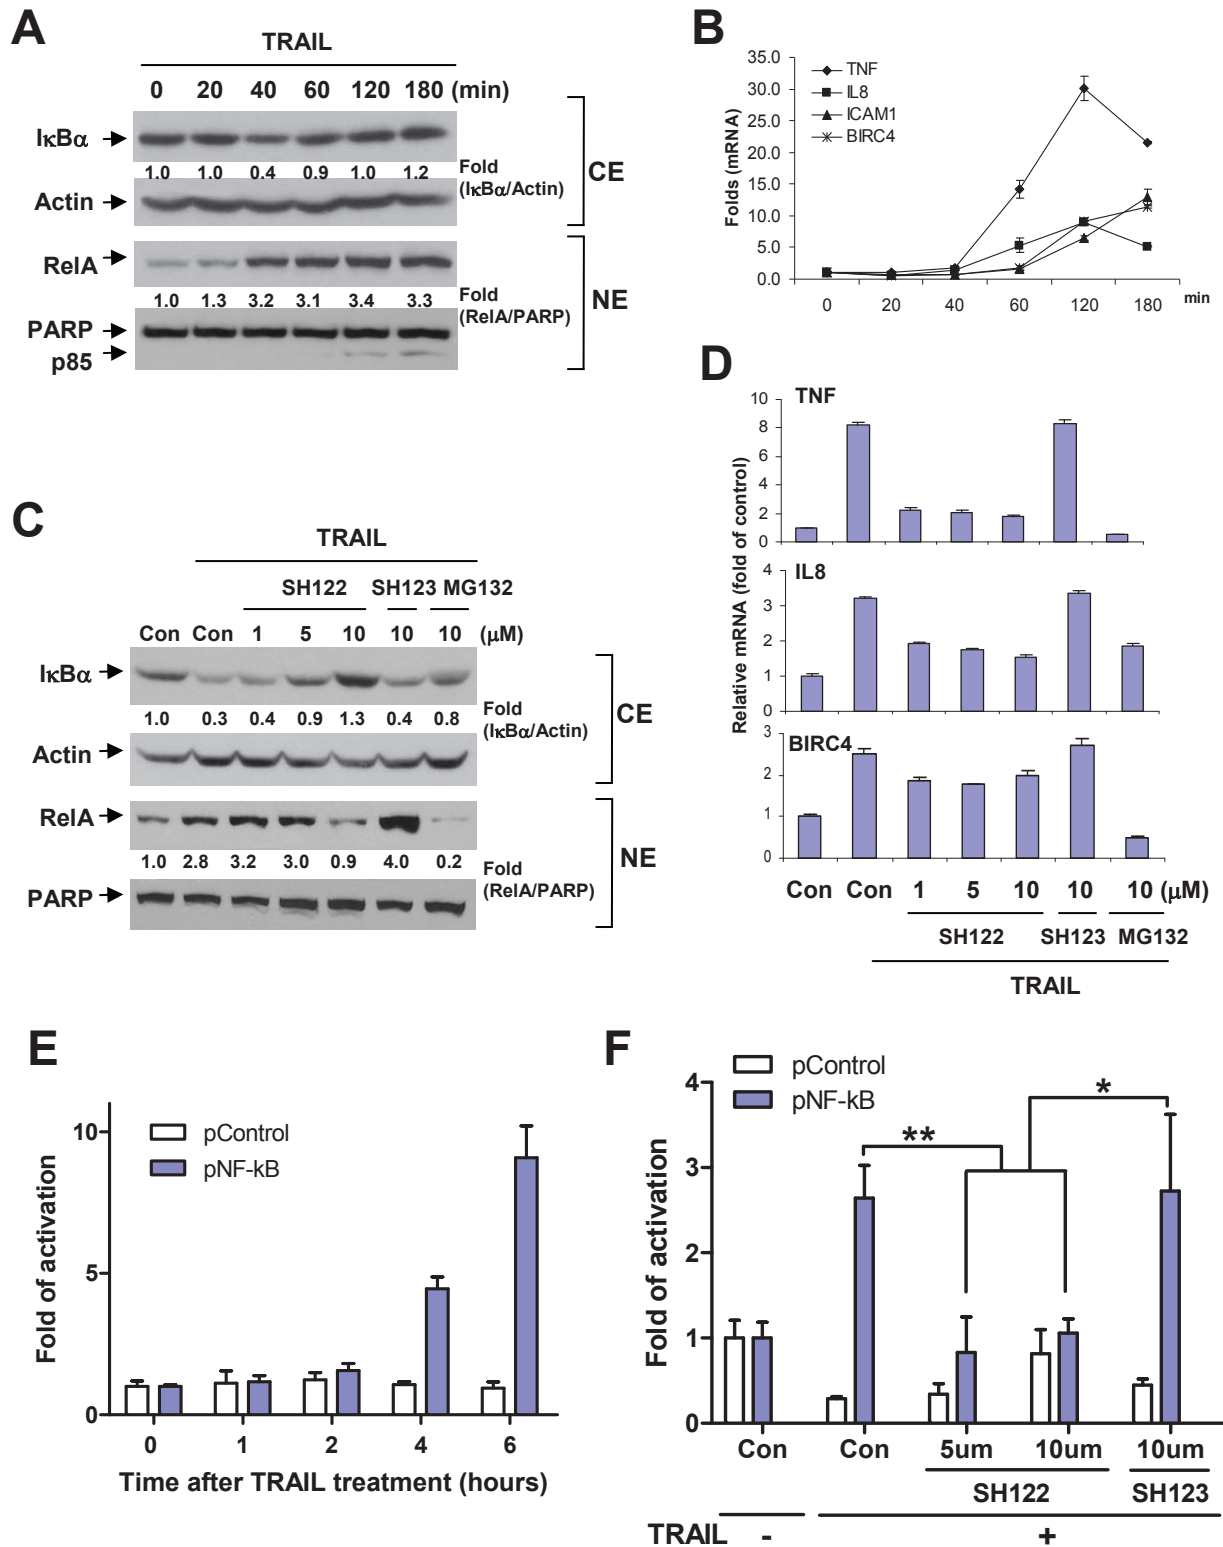 A
TRAIL
0 20 40 60 120 180 (min)
IκBα
1.0 1.0 0.4 0.9 1.0 1.2
Fold
(IκBα/Actin)
CE
Actin
RelA
1.0 1.3 3.2 3.1 3.4 3.3
Fold
(RelA/PARP)
NE
PARP
p85
B
35.0
30.0
25.0
20.0
15.0
10.0
5.0
0.0
Folds (mRNA)
TNF
IL8
ICAM1
BIRC4
0 20 40 60 120 180 min
C
TRAIL
SH122 SH123 MG132
Con Con 1 5 10 10 10 (μM)
IκBα
1.0 0.3 0.4 0.9 1.3 0.4 0.8
Fold
(IκBα/Actin)
CE
Actin
RelA
1.0 2.8 3.2 3.0 0.9 4.0 0.2
Fold
(RelA/PARP)
NE
PARP
D
Relative mRNA (fold of control)
TNF
10
8
6
4
2
0
IL8
4
3
2
1
0
BIRC4
3
2
1
0
Con Con 1 5 10 10 10 (μM)
SH122 SH123 MG132
TRAIL
E
pControl
pNF-kB
Fold of activation
10
5
0
0 1 2 4 6
Time after TRAIL treatment (hours)
F
pControl
pNF-kB
Fold of activation
4
3
2
1
0
**
*
Con Con 5um 10um 10um
SH122 SH123
TRAIL - +